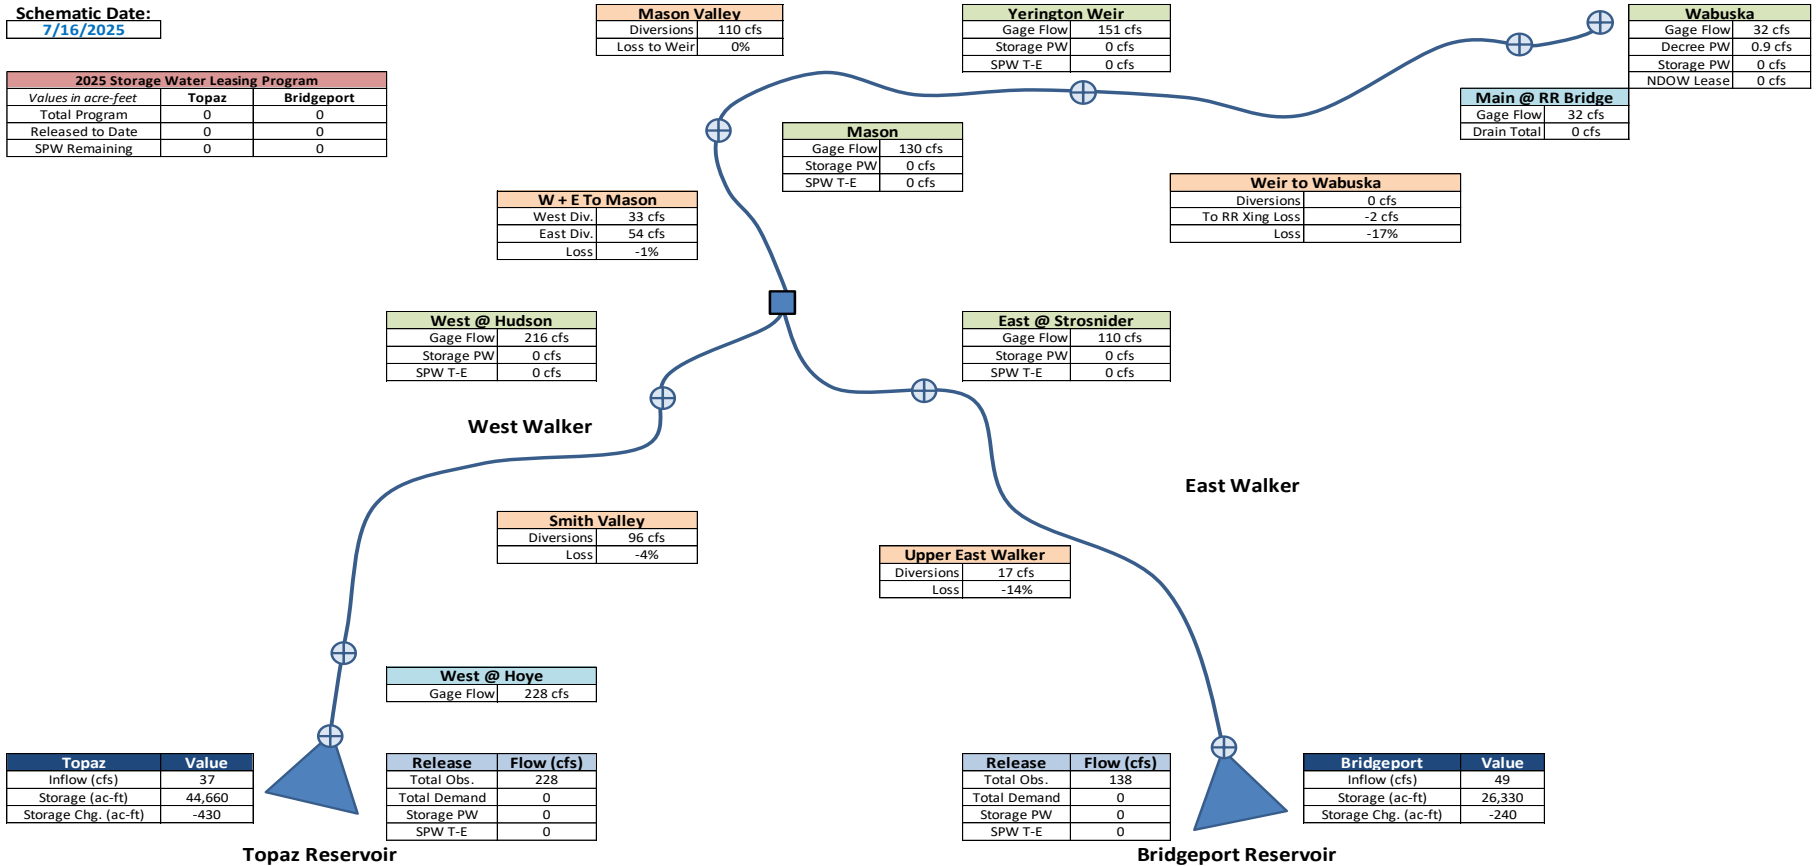 Schematic Date:
7/16/2025
2025 Storage Water Leasing Program
Values in acre-feet Topaz Bridgeport
Total Program 0 0
Released to Date 0 0
SPW Remaining 0 0
Mason Valley
Diversions 110 cfs
Loss to Weir 0%
Yerington Weir
Gage Flow 151 cfs
Storage PW 0 cfs
SPW T-E 0 cfs
Wabuska
Gage Flow 32 cfs
Decree PW 0.9 cfs
Storage PW 0 cfs
NDOW Lease 0 cfs
Main @ RR Bridge
Gage Flow 32 cfs
Drain Total 0 cfs
Mason
Gage Flow 130 cfs
Storage PW 0 cfs
SPW T-E 0 cfs
W + E To Mason
West Div. 33 cfs
East Div. 54 cfs
Loss -1%
Weir to Wabuska
Diversions 0 cfs
To RR Xing Loss -2 cfs
Loss -17%
West @ Hudson
Gage Flow 216 cfs
Storage PW 0 cfs
SPW T-E 0 cfs
East @ Strosnider
Gage Flow 110 cfs
Storage PW 0 cfs
SPW T-E 0 cfs
West Walker
East Walker
Smith Valley
Diversions 96 cfs
Loss -4%
Upper East Walker
Diversions 17 cfs
Loss -14%
West @ Hoye
Gage Flow 228 cfs
Topaz Value
Inflow (cfs) 37
Storage (ac-ft) 44,660
Storage Chg. (ac-ft) -430
Release Flow (cfs)
Total Obs. 228
Total Demand 0
Storage PW 0
SPW T-E 0
Release Flow (cfs)
Total Obs. 138
Total Demand 0
Storage PW 0
SPW T-E 0
Bridgeport Value
Inflow (cfs) 49
Storage (ac-ft) 26,330
Storage Chg. (ac-ft) -240
Topaz Reservoir
Bridgeport Reservoir